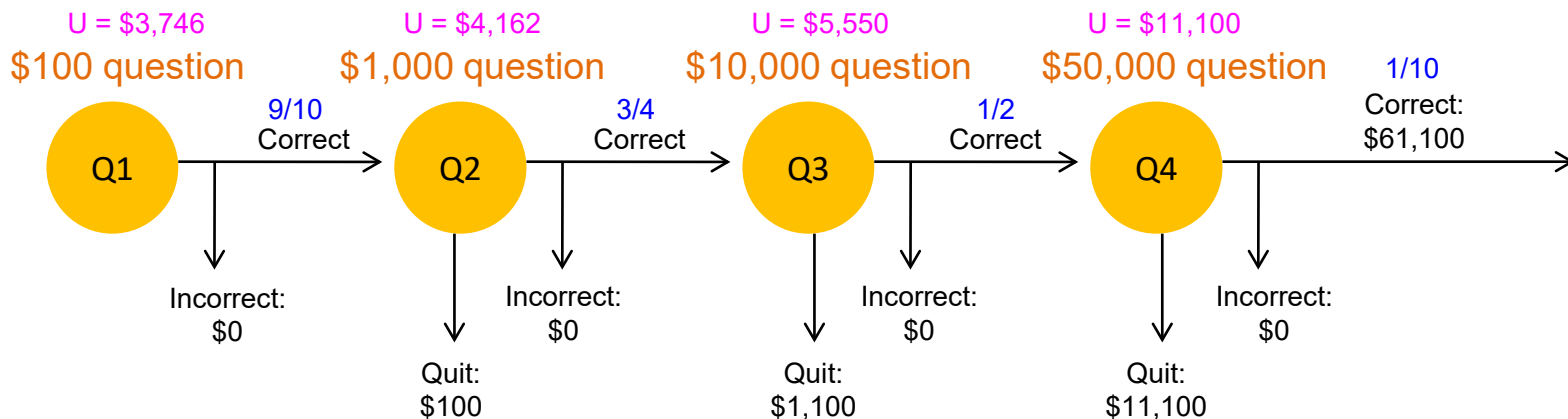 U = $3,746
U = $4,162
U = $5,550
U = $11,100
$100 question
$1,000 question
$10,000 question
$50,000 question
1/10
9/10
3/4
1/2
Correct:
Correct
Correct
Correct
$61,100
Q1
Q2
Q3
Q4
Incorrect:
$0
Incorrect:
$0
Incorrect:
$0
Incorrect:
$0
Quit:
$100
Quit:
$1,100
Quit:
$11,100